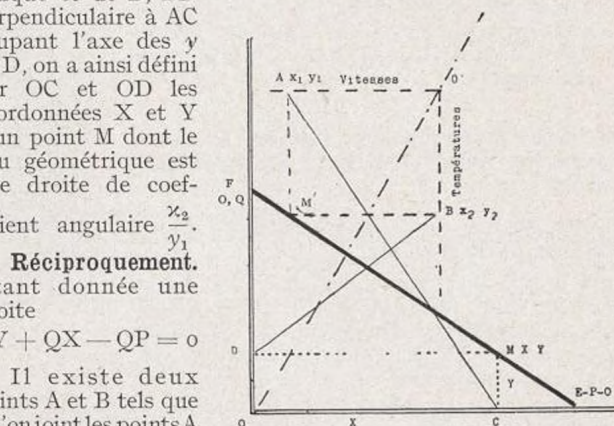 rpendiculaire à AC
upant l'axe des y
D, on a ainsi défini
r OC et OD les
ordonnées X et Y
un point M dont le
u géométrique est
e droite de coef-
ient angulaire x₂/y₁.
Réciproquement.
tant donnée une
oite
Y + QX — QP = 0
Il existe deux
ints A et B tels que
l'on joint les points A
A x₁ y₁ Vitesses O'
Températures
F
O, Q
M'
B x₂ y₂
D
M X Y
Y
E-P-O
O X C